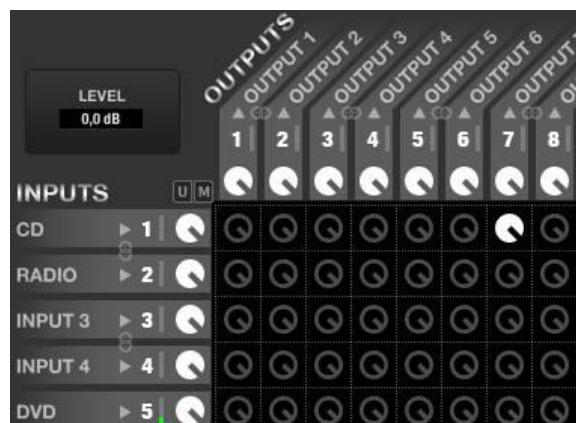 OUTPUTS
OUTPUT 1
OUTPUT 2
OUTPUT 3
OUTPUT 4
OUTPUT 5
OUTPUT 6
LEVEL
0,0 dB
1 2 3 4 5 6 7 8
INPUTS U M
CD 1
RADIO 2
INPUT 3 3
INPUT 4 4
DVD 5